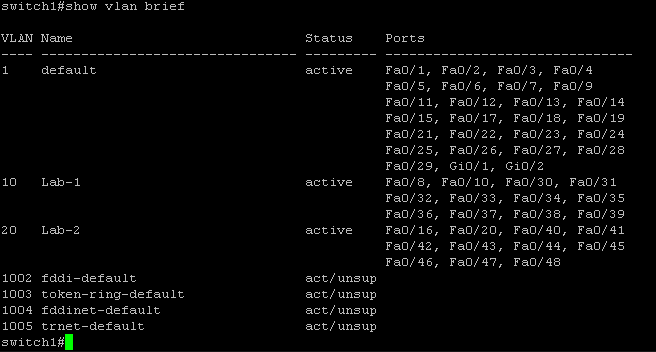 switch1#show vlan brief
VLAN Name                             Status    Ports
---- -------------------------------- --------- -------------------------------
1    default                          active    Fa0/1, Fa0/2, Fa0/3, Fa0/4
                                                Fa0/5, Fa0/6, Fa0/7, Fa0/9
                                                Fa0/11, Fa0/12, Fa0/13, Fa0/14
                                                Fa0/15, Fa0/17, Fa0/18, Fa0/19
                                                Fa0/21, Fa0/22, Fa0/23, Fa0/24
                                                Fa0/25, Fa0/26, Fa0/27, Fa0/28
                                                Fa0/29, Gi0/1, Gi0/2
10   Lab-1                            active    Fa0/8, Fa0/10, Fa0/30, Fa0/31
                                                Fa0/32, Fa0/33, Fa0/34, Fa0/35
                                                Fa0/36, Fa0/37, Fa0/38, Fa0/39
20   Lab-2                            active    Fa0/16, Fa0/20, Fa0/40, Fa0/41
                                                Fa0/42, Fa0/43, Fa0/44, Fa0/45
                                                Fa0/46, Fa0/47, Fa0/48
1002 fddi-default                     act/unsup
1003 token-ring-default               act/unsup
1004 fddinet-default                  act/unsup
1005 trnet-default                    act/unsup
switch1#